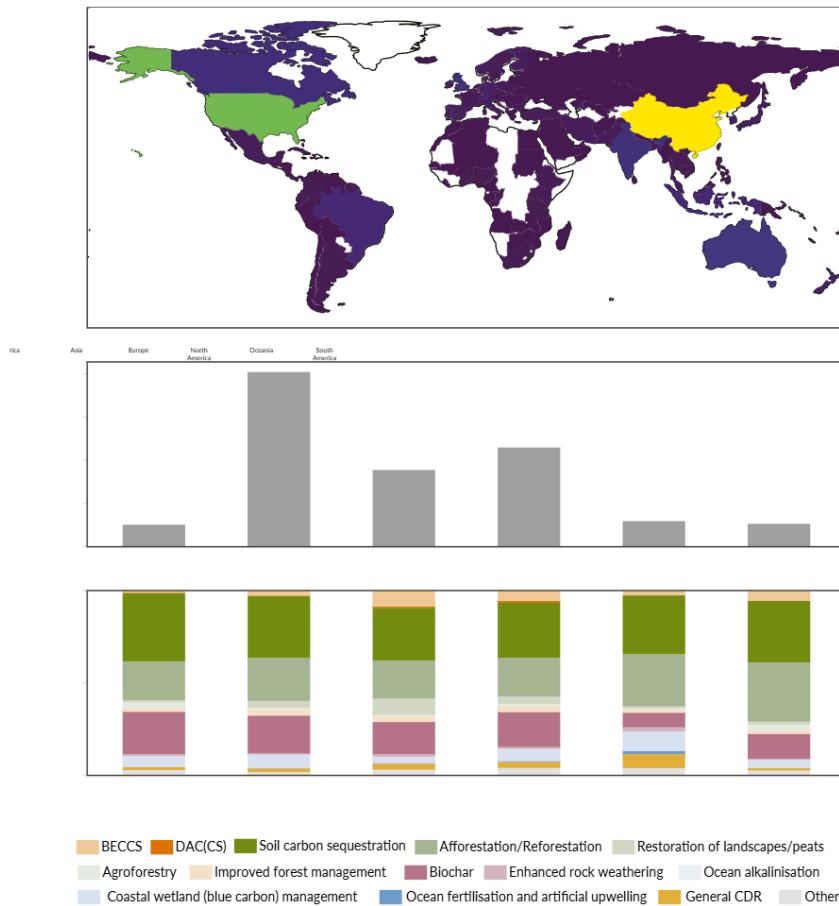 rica Asia Europe North America Oceania South America
BECCS DAC(CS) Soil carbon sequestration Afforestation/Reforestation Restoration of landscapes/peats
Agroforestry Improved forest management Biochar Enhanced rock weathering Ocean alkalinisation
Coastal wetland (blue carbon) management Ocean fertilisation and artificial upwelling General CDR Other